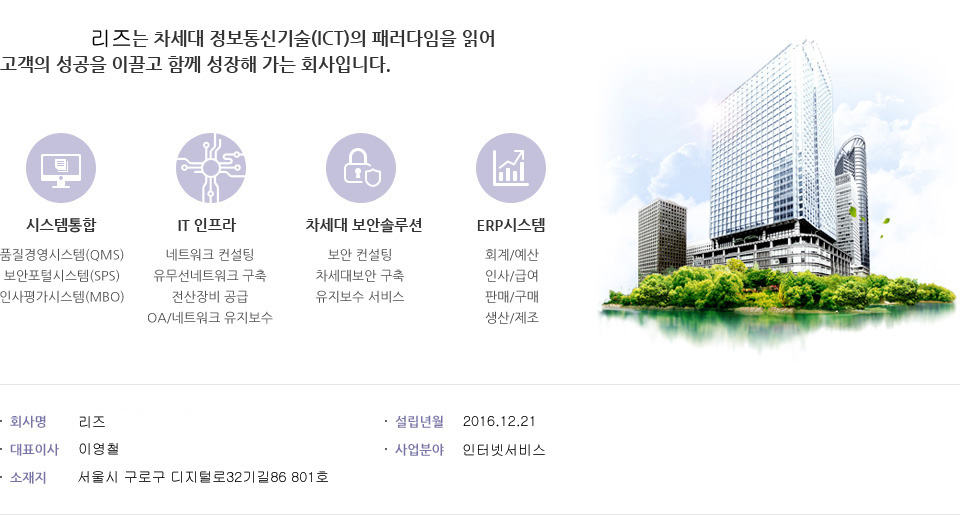 리즈는 차세대 정보통신기술(ICT)의 패러다임을 읽어
고객의 성공을 이끌고 함께 성장해 가는 회사입니다.
시스템통합
품질경영시스템(QMS)
보안포털시스템(SPS)
인사평가시스템(MBO)
IT 인프라
네트워크 컨설팅
유무선네트워크 구축
전산장비 공급
OA/네트워크 유지보수
차세대 보안솔루션
보안 컨설팅
차세대보안 구축
유지보수 서비스
ERP시스템
회계/예산
인사/급여
판매/구매
생산/제조
· 회사명 리즈
· 설립년월 2016.12.21
· 대표이사 이영철
· 사업분야 인터넷서비스
· 소재지 서울시 구로구 디지털로32기길86 801호